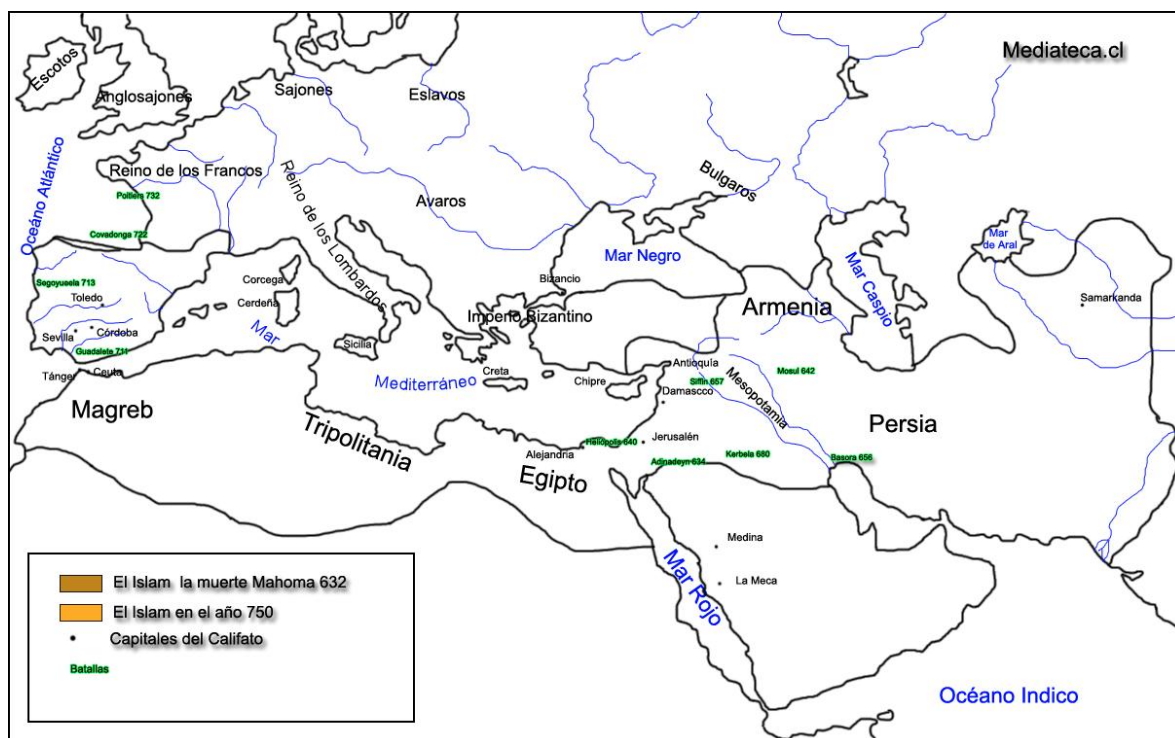 Mediateca.cl
Escotos
Anglosajones
Sajones
Eslavos
Océano Atlántico
Reino de los Francos
Poitiers 732
Reino de los Lombardos
Avaros
Bulgaros
Covadonga 722
Mar Negro
Mar Caspio
Mar
de Aral
Segoyuela 713
Toledo
Corcega
Cerdeña
Bizancio
Armenia
Samarkanda
Imperio Bizantino
Sevilla
Córdoba
Mar
Sicilia
Guadalete 711
Tánger
Ceuta
Mediterráneo
Creta
Chipre
Antioquía
Siffin 657
Mosul 642
Damascco
Mesopotamia
Magreb
Tripolitania
Persia
Heliópolis 640
Jerusalén
Alejandria
Adinadeyn 634
Kerbela 680
Basora 656
Egipto
Medina
La Meca
Mar Rojo
Océano Indico
El Islam la muerte Mahoma 632
El Islam en el año 750
Capitales del Califato
Batallas